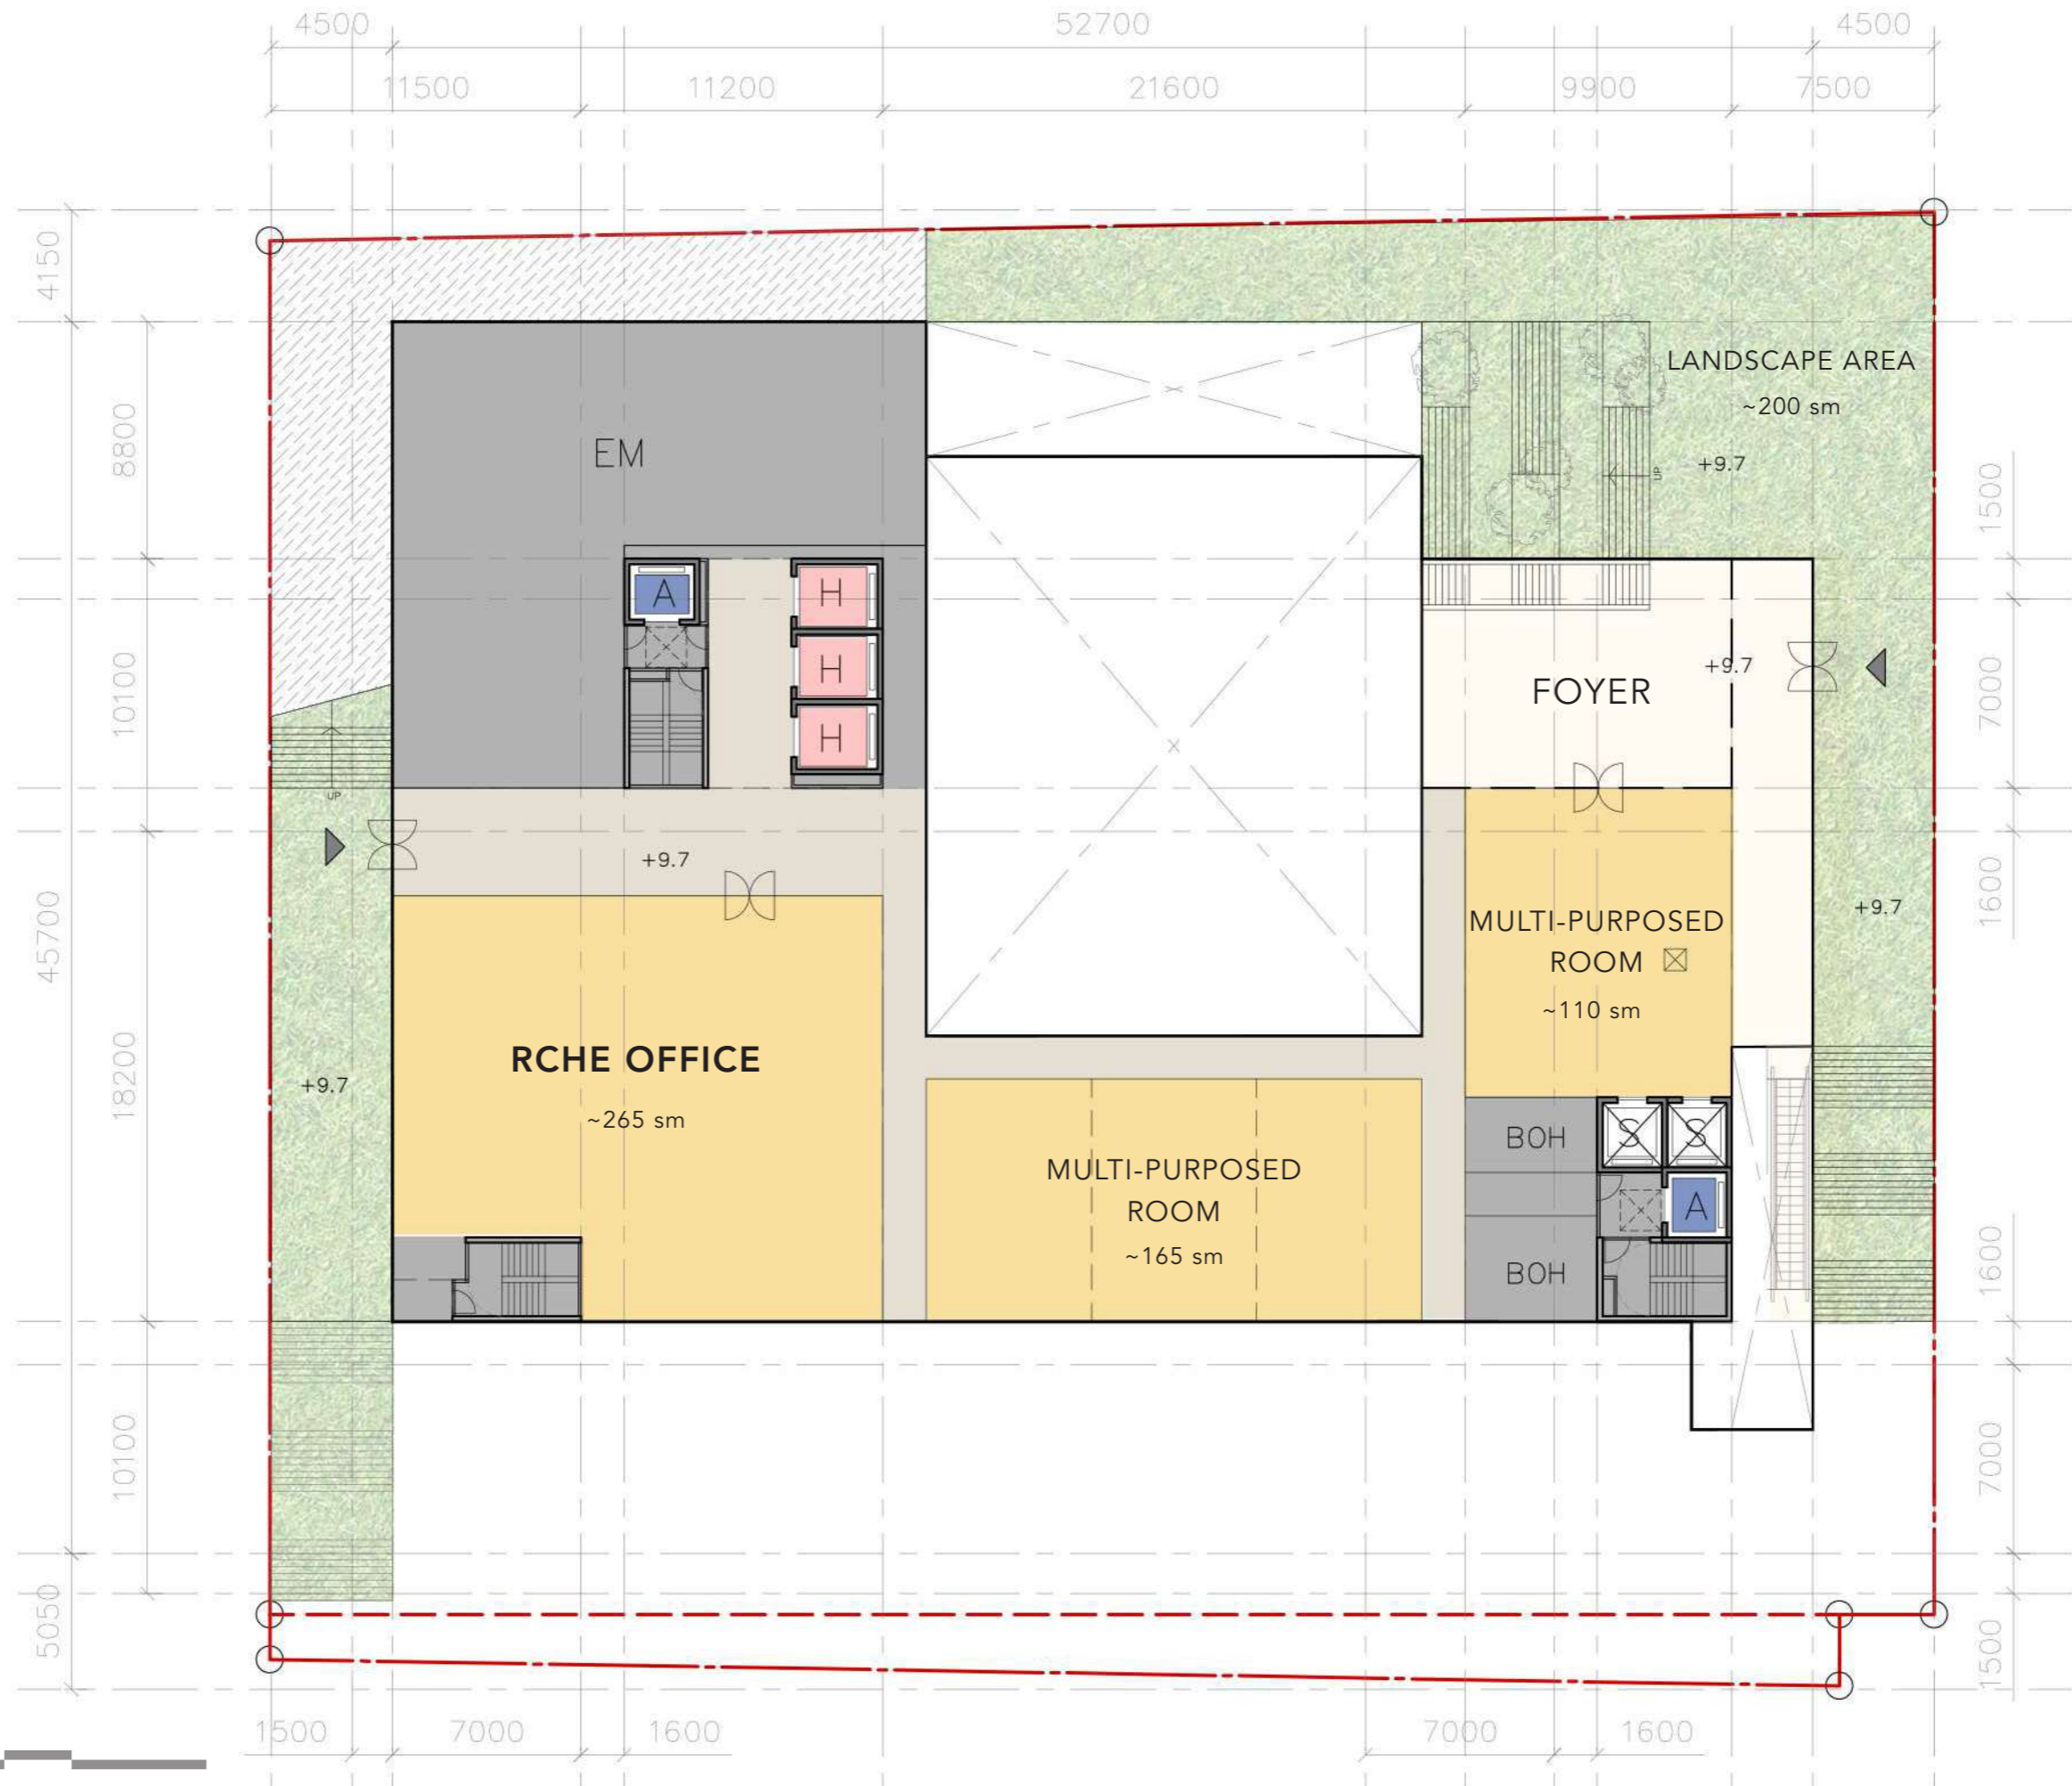 4500 52700 4500
11500 11200 21600 9900 7500
4150
LANDSCAPE AREA
~200 sm
+9.7
UP
8800
EM
1500
A H
H
H
10100
+9.7
FOYER
7000
UP
+9.7
+9.7
1600
MULTI-PURPOSED
ROOM
~110 sm
45700
RCHE OFFICE
~265 sm
+9.7
18200
MULTI-PURPOSED
ROOM
~165 sm
BOH S S
A
BOH
1600
10100
7000
5050
1500
1500 7000 1600 7000 1600